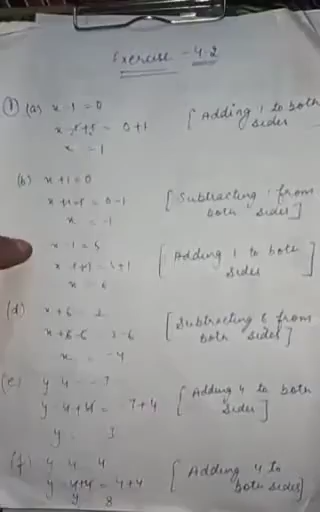 Exercise - 4.2
(1) (a) x - 1 = 0
x - 1 + 1 = 0 + 1 [Adding 1 to both sides
x = 1
(b) x + 1 = 0
x + 1 - 1 = 0 - 1 [Subtracting 1 from both sides]
x = -1
x - 1 = 5
x - 1 + 1 = 5 + 1 [Adding 1 to both sides]
x = 6
(d) x + 6 2
x + 6 - 6 2 - 6 [Subtracting 6 from both sides]
x = -4
(e) y 4 - 7
y 4 + 4 = 7 + 4 [Adding 4 to both sides]
y = 3
(f) y 4 4
y 4 + 4 = 4 + 4 [Adding 4 to both sides]
y 8